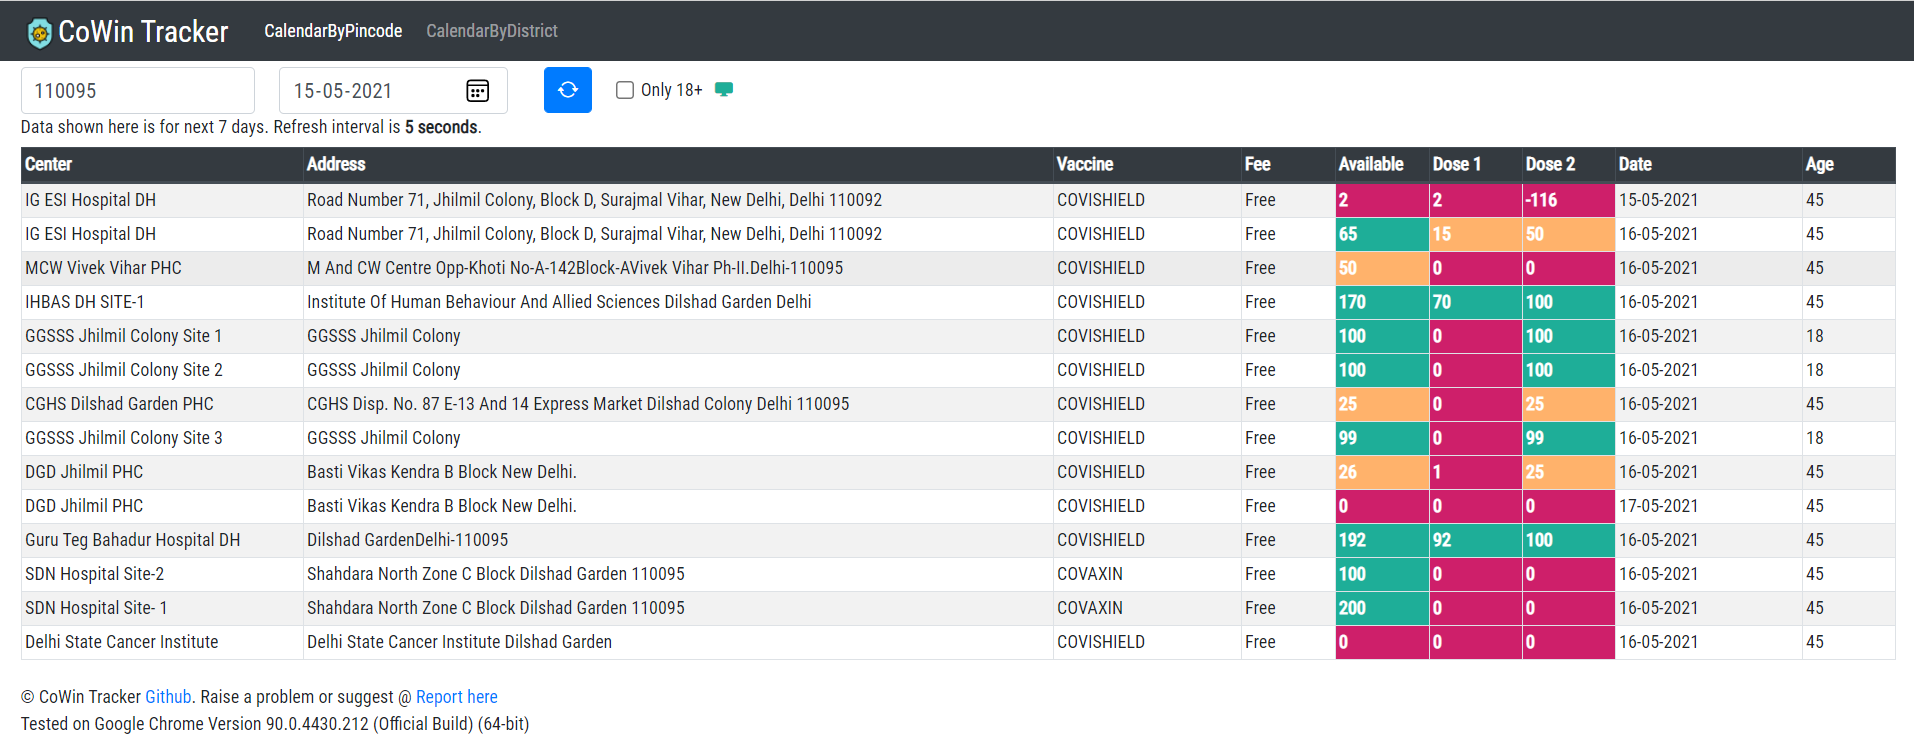 CoWin Tracker CalendarByPincode CalendarByDistrict
110095 15-05-2021 Only 18+
Data shown here is for next 7 days. Refresh interval is 5 seconds.
Center Address Vaccine Fee Available Dose 1 Dose 2 Date Age
IG ESI Hospital DH Road Number 71, Jhilmil Colony, Block D, Surajmal Vihar, New Delhi, Delhi 110092 COVISHIELD Free 2 2 -116 15-05-2021 45
IG ESI Hospital DH Road Number 71, Jhilmil Colony, Block D, Surajmal Vihar, New Delhi, Delhi 110092 COVISHIELD Free 65 15 50 16-05-2021 45
MCW Vivek Vihar PHC M And CW Centre Opp-Khoti No-A-142Block-AVivek Vihar Ph-II.Delhi-110095 COVISHIELD Free 50 0 0 16-05-2021 45
IHBAS DH SITE-1 Institute Of Human Behaviour And Allied Sciences Dilshad Garden Delhi COVISHIELD Free 170 70 100 16-05-2021 45
GGSSS Jhilmil Colony Site 1 GGSSS Jhilmil Colony COVISHIELD Free 100 0 100 16-05-2021 18
GGSSS Jhilmil Colony Site 2 GGSSS Jhilmil Colony COVISHIELD Free 100 0 100 16-05-2021 18
CGHS Dilshad Garden PHC CGHS Disp. No. 87 E-13 And 14 Express Market Dilshad Colony Delhi 110095 COVISHIELD Free 25 0 25 16-05-2021 45
GGSSS Jhilmil Colony Site 3 GGSSS Jhilmil Colony COVISHIELD Free 99 0 99 16-05-2021 18
DGD Jhilmil PHC Basti Vikas Kendra B Block New Delhi. COVISHIELD Free 26 1 25 16-05-2021 45
DGD Jhilmil PHC Basti Vikas Kendra B Block New Delhi. COVISHIELD Free 0 0 0 17-05-2021 45
Guru Teg Bahadur Hospital DH Dilshad GardenDelhi-110095 COVISHIELD Free 192 92 100 16-05-2021 45
SDN Hospital Site-2 Shahdara North Zone C Block Dilshad Garden 110095 COVAXIN Free 100 0 0 16-05-2021 45
SDN Hospital Site- 1 Shahdara North Zone C Block Dilshad Garden 110095 COVAXIN Free 200 0 0 16-05-2021 45
Delhi State Cancer Institute Delhi State Cancer Institute Dilshad Garden COVISHIELD Free 0 0 0 16-05-2021 45
© CoWin Tracker Github. Raise a problem or suggest @ Report here
Tested on Google Chrome Version 90.0.4430.212 (Official Build) (64-bit)